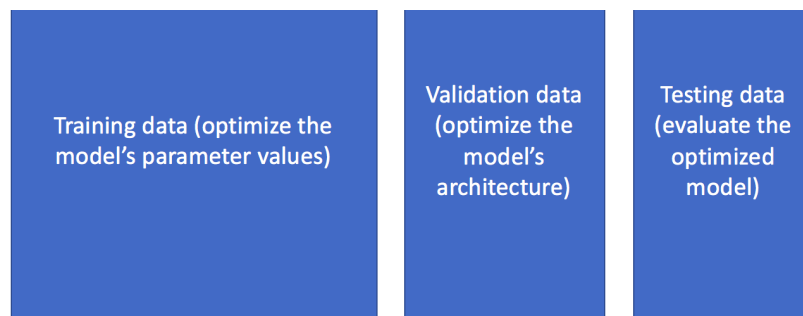 Training data (optimize the
model’s parameter values)
Validation data
(optimize the
model’s
architecture)
Testing data
(evaluate the
optimized
model)